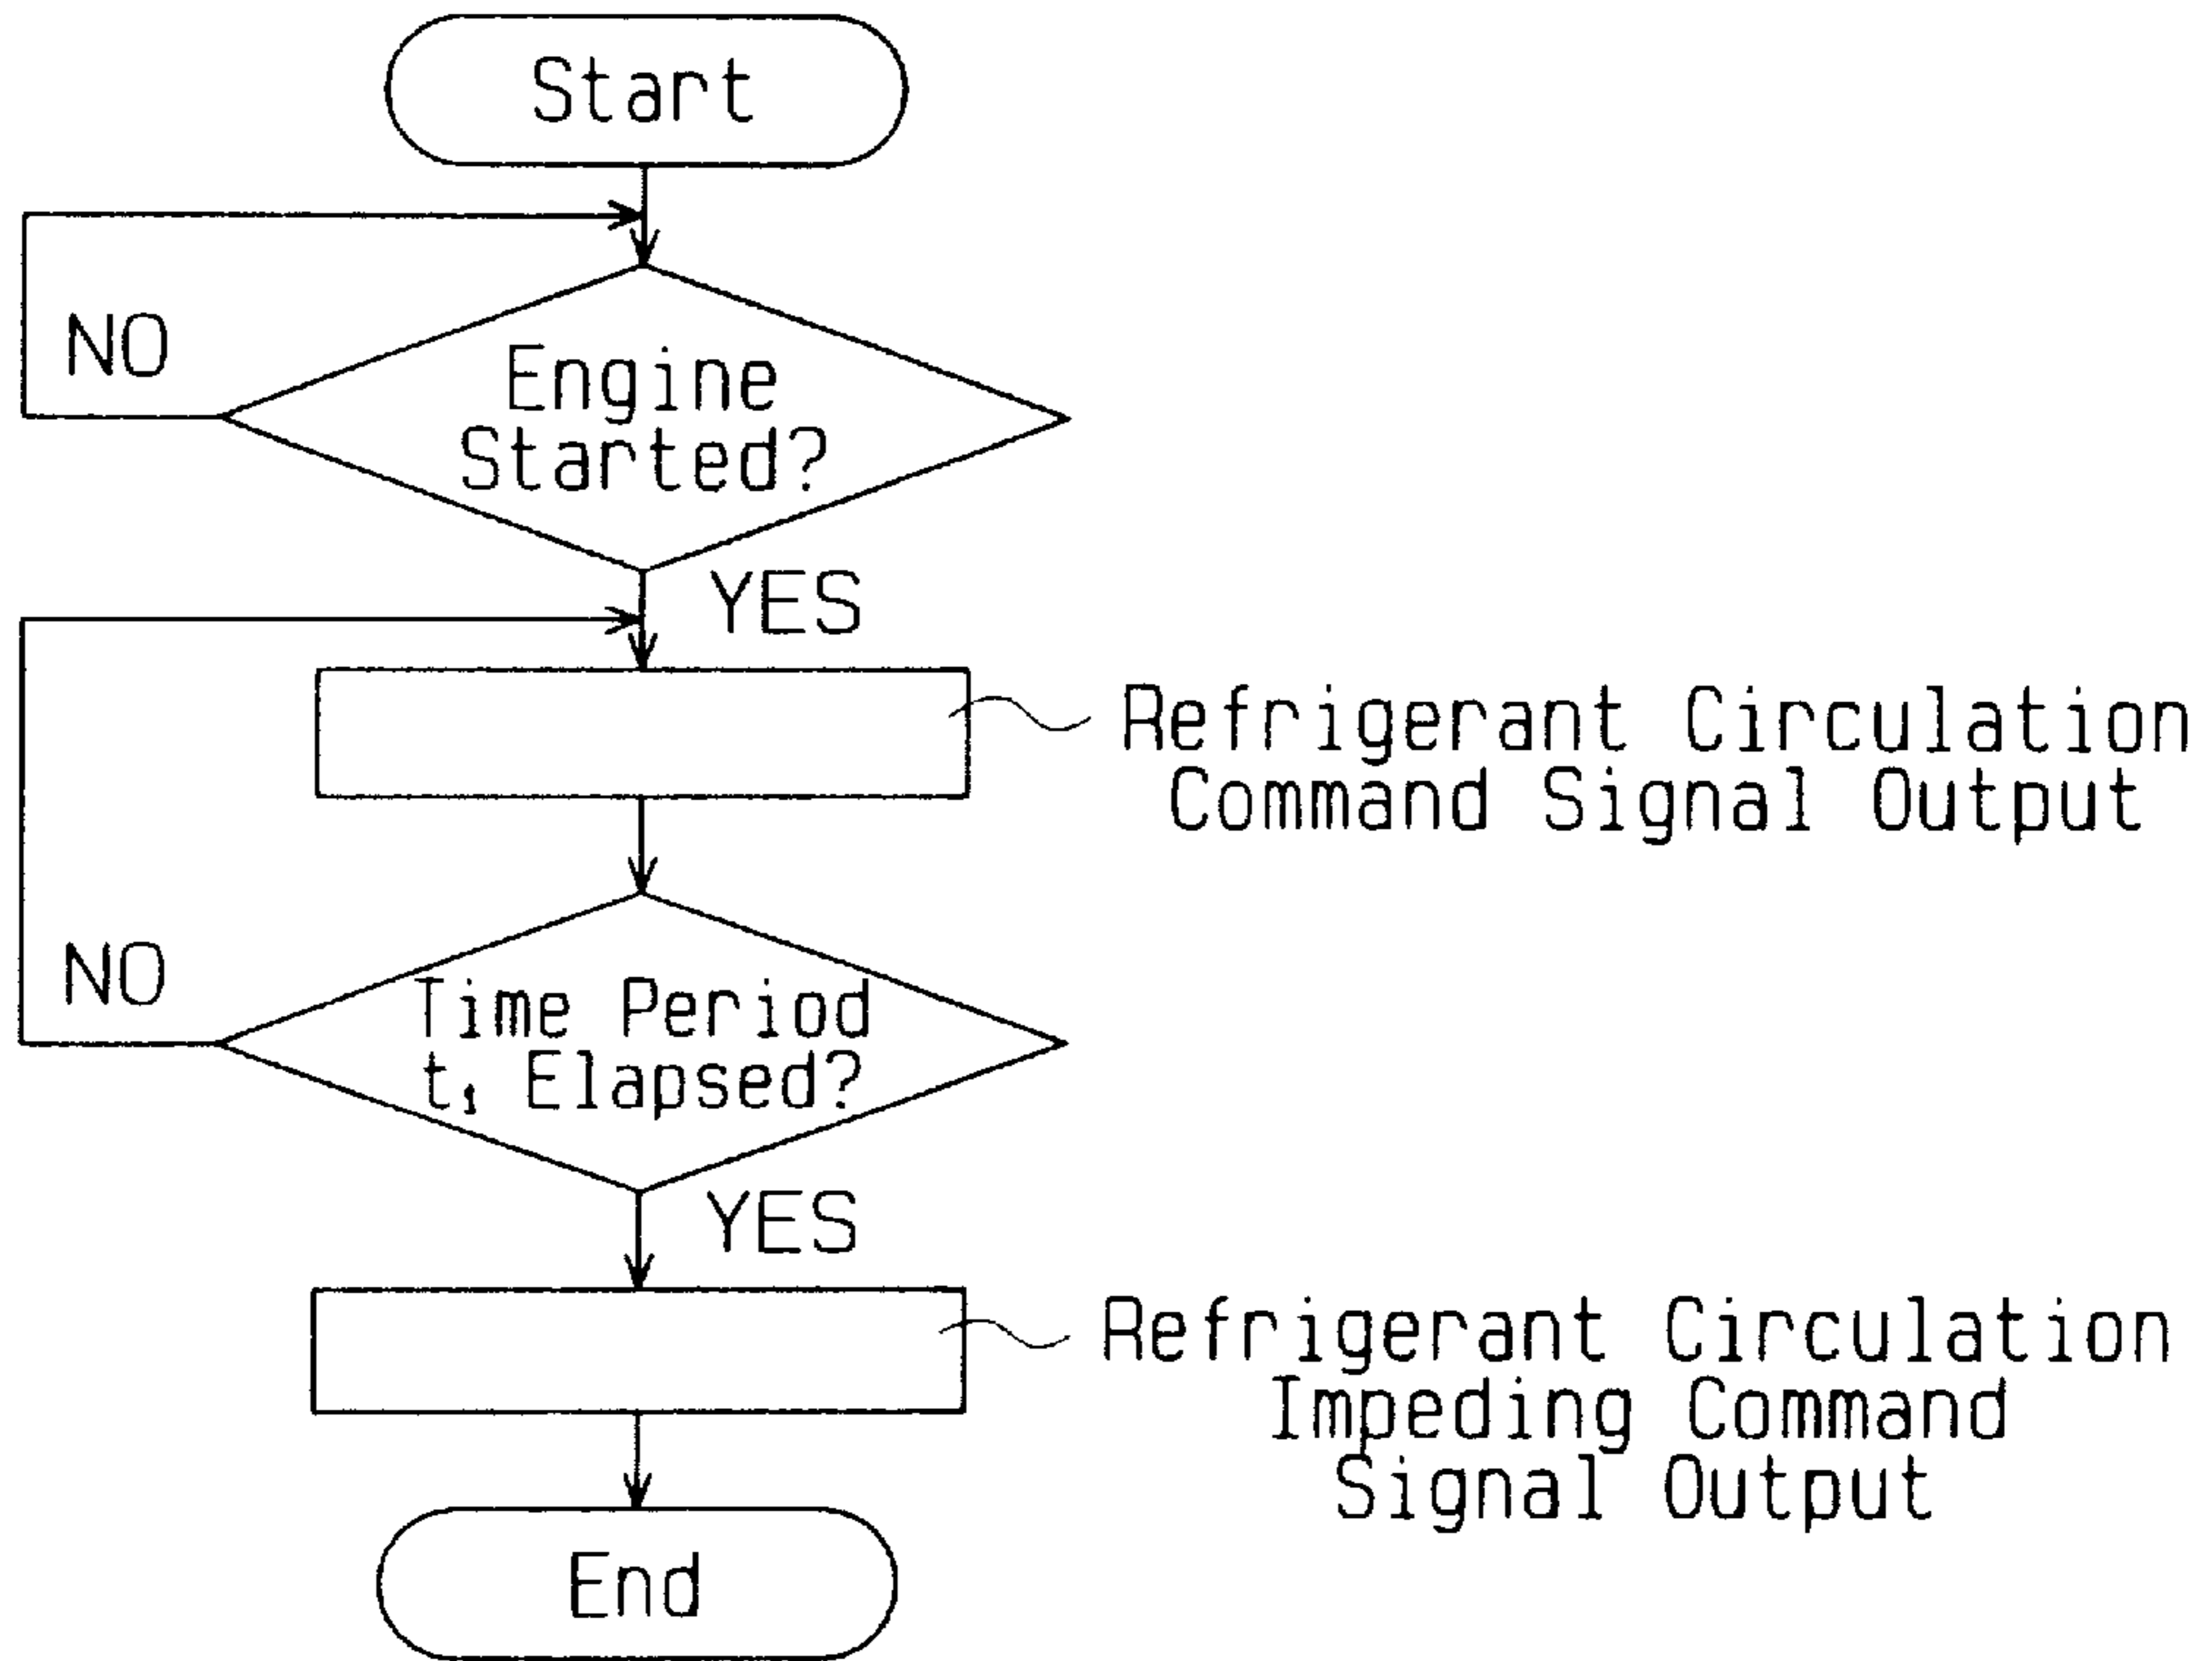 Start
NO
Engine
Started?
YES
Refrigerant Circulation
Command Signal Output
NO
Time Period
t₁ Elapsed?
YES
Refrigerant Circulation
Impeding Command
Signal Output
End